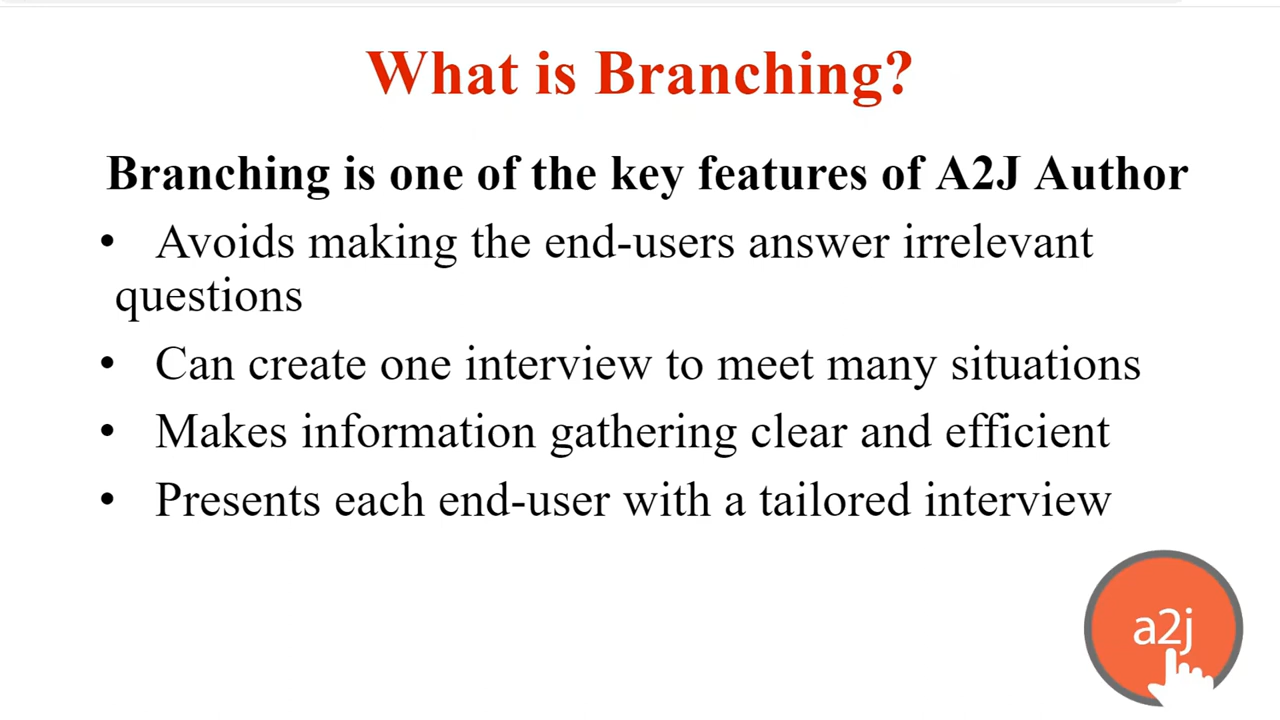 What is Branching?
Branching is one of the key features of A2J Author
• Avoids making the end-users answer irrelevant
questions
• Can create one interview to meet many situations
• Makes information gathering clear and efficient
• Presents each end-user with a tailored interview
a2j